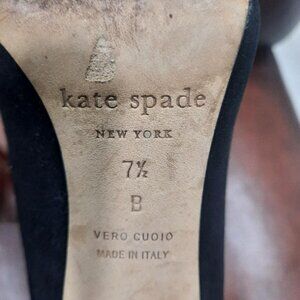 kate spade
NEW YORK
7½
B
VERO CUOIO
MADE IN ITALY